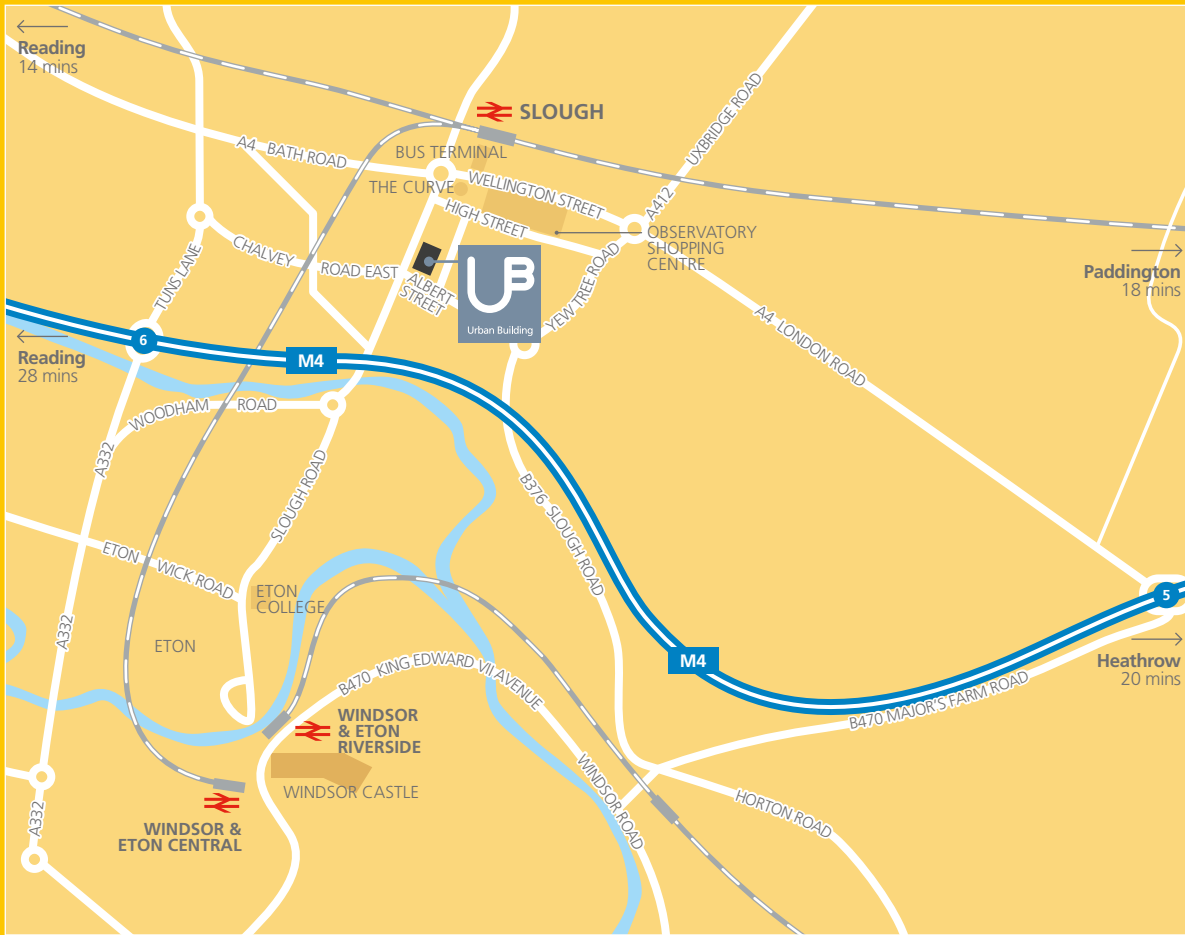 Reading
14 mins
SLOUGH
A4 BATH ROAD
BUS TERMINAL
THE CURVE
WELLINGTON STREET
HIGH STREET
A412
UXBRIDGE ROAD
OBSERVATORY
SHOPPING
CENTRE
Paddington
18 mins
TUNS LANE
CHALVEY ROAD EAST
ALBERT
STREET
UB
Urban Building
YEW TREE ROAD
A4 LONDON ROAD
6
M4
Reading
28 mins
WOODHAM ROAD
A332
SLOUGH ROAD
B376 SLOUGH ROAD
ETON WICK ROAD
ETON
COLLEGE
A332
ETON
5
M4
Heathrow
20 mins
B470 MAJOR'S FARM ROAD
B470 KING EDWARD VII AVENUE
WINDSOR
& ETON
RIVERSIDE
WINDSOR CASTLE
WINDSOR ROAD
HORTON ROAD
A332
WINDSOR &
ETON CENTRAL